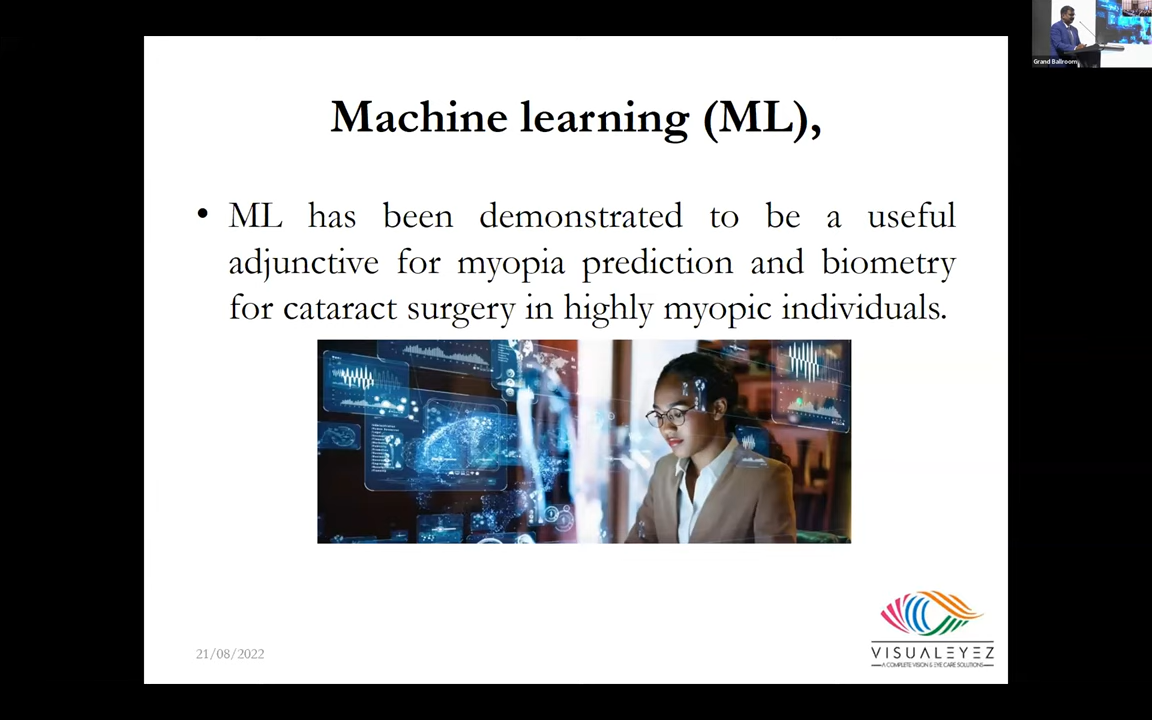 Grand Ballroom
Machine learning (ML),
• ML has been demonstrated to be a useful
adjunctive for myopia prediction and biometry
for cataract surgery in highly myopic individuals.
21/08/2022
VISUALEYEZ
A COMPLETE VISION & EYE CARE SOLUTIONS